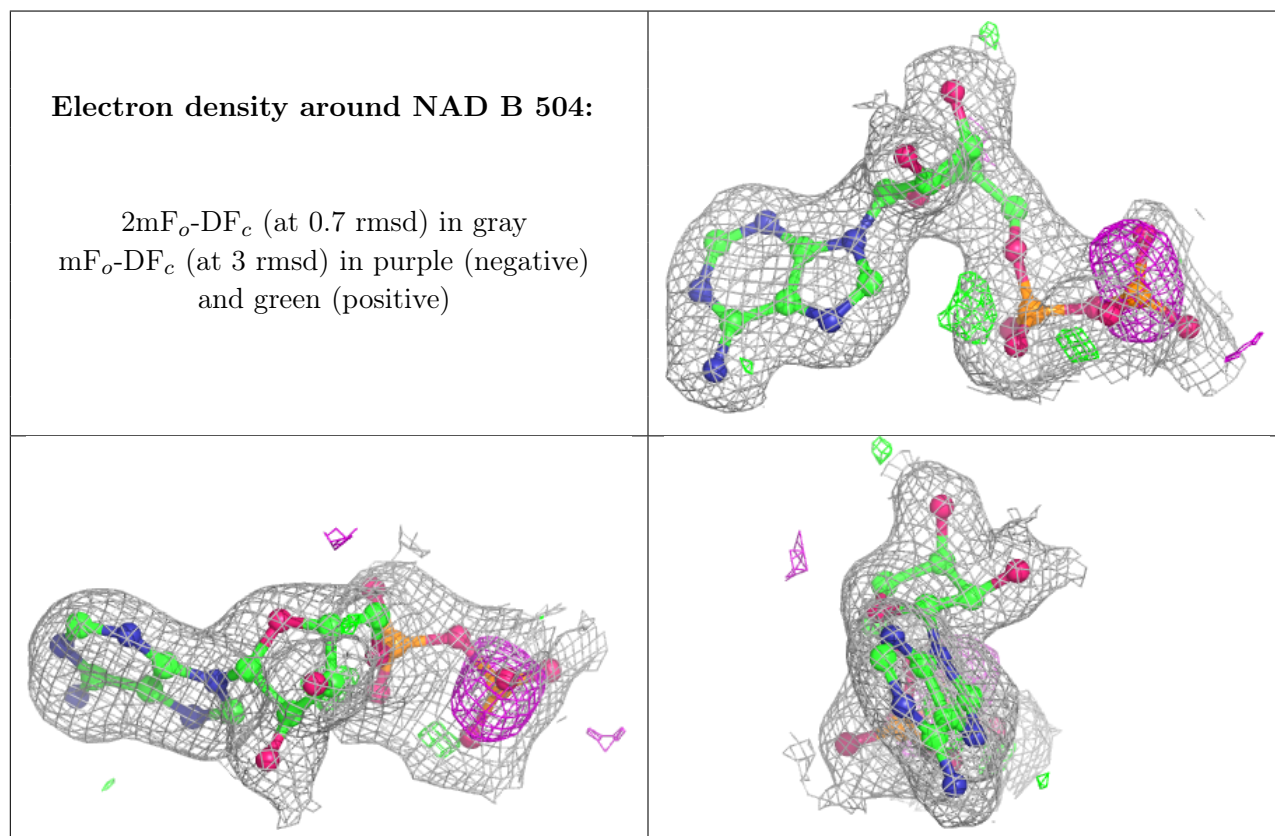 Electron density around NAD B 504:
2mFₒ-DF𝒸 (at 0.7 rmsd) in gray
mFₒ-DF𝒸 (at 3 rmsd) in purple (negative)
and green (positive)